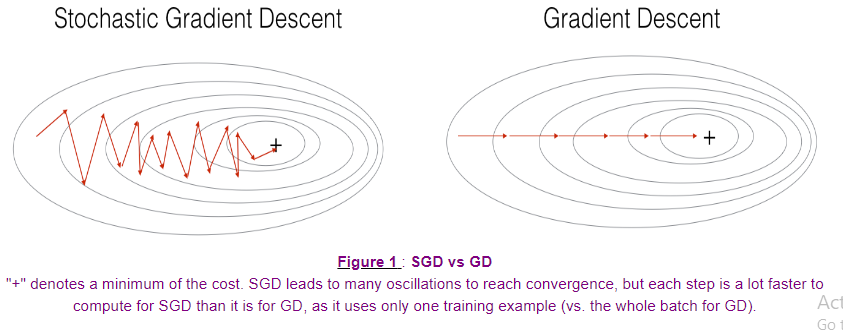 Stochastic Gradient Descent
Gradient Descent
+
+
Figure 1 : SGD vs GD
"+" denotes a minimum of the cost. SGD leads to many oscillations to reach convergence, but each step is a lot faster to
compute for SGD than it is for GD, as it uses only one training example (vs. the whole batch for GD).
Act
Go t